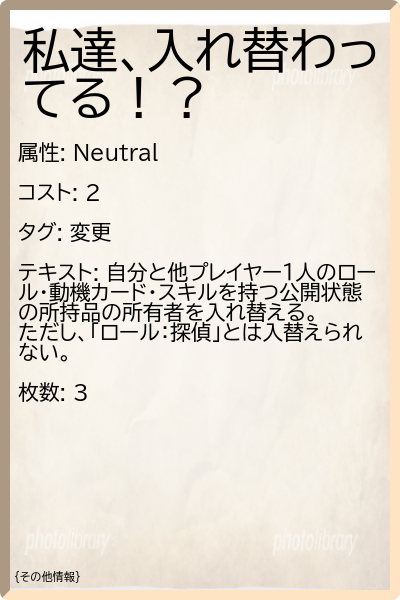 私達、入れ替わっ
てる！？
属性: Neutral
コスト: 2
タグ: 変更
テキスト: 自分と他プレイヤー1人のロー
ル・動機カード・スキルを持つ公開状態
の所持品の所有者を入れ替える。
ただし、「ロール：探偵」とは入替えられ
ない。
枚数: 3
photolibrary photolibrary
photolibrary photolibrary
{その他情報}